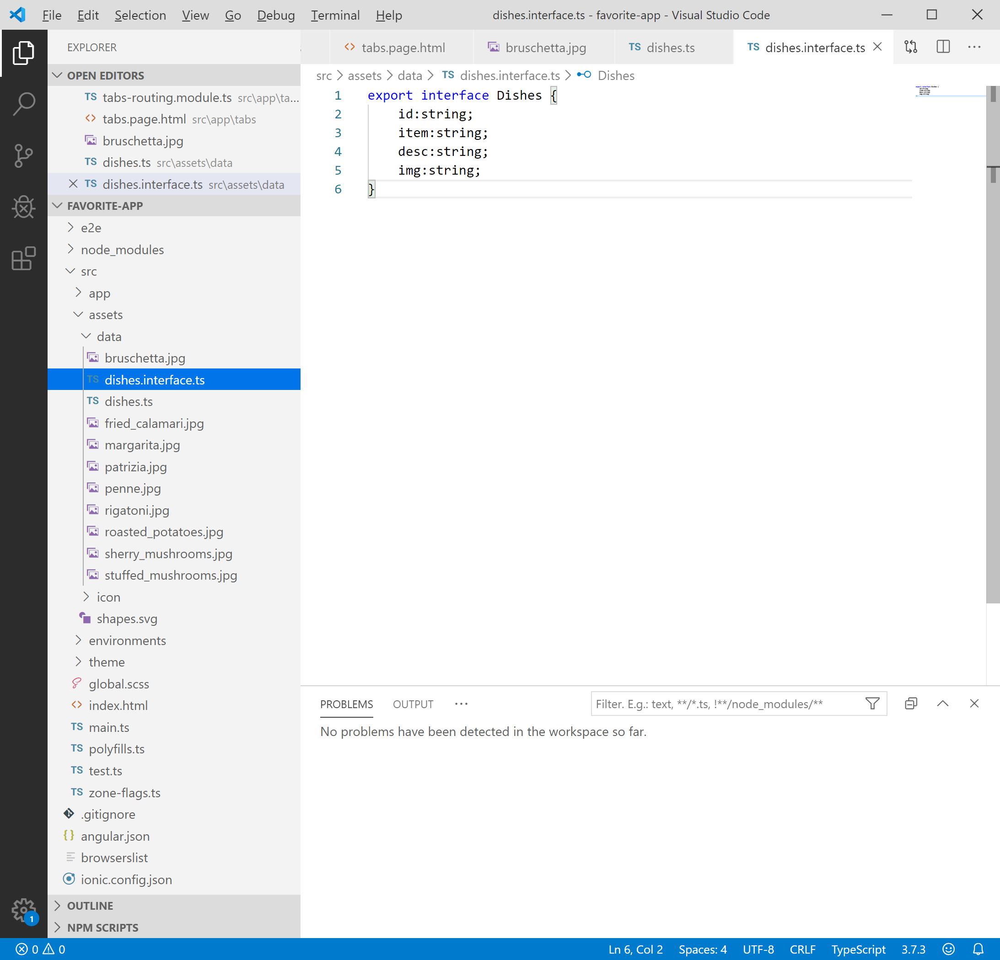 File Edit Selection View Go Debug Terminal Help dishes.interface.ts - favorite-app - Visual Studio Code
EXPLORER
tabs.page.html bruschetta.jpg TS dishes.ts TS dishes.interface.ts
OPEN EDITORS
TS tabs-routing.module.ts src\app\ta...
tabs.page.html src\app\tabs
bruschetta.jpg
TS dishes.ts src\assets\data
TS dishes.interface.ts src\assets\data
FAVORITE-APP
e2e
node_modules
src
app
assets
data
bruschetta.jpg
TS dishes.interface.ts
TS dishes.ts
fried_calamari.jpg
margarita.jpg
patrizia.jpg
penne.jpg
rigatoni.jpg
roasted_potatoes.jpg
sherry_mushrooms.jpg
stuffed_mushrooms.jpg
icon
shapes.svg
environments
theme
global.scss
index.html
TS main.ts
TS polyfills.ts
TS test.ts
TS zone-flags.ts
.gitignore
{ } angular.json
browserslist
ionic.config.json
OUTLINE
NPM SCRIPTS
1
src > assets > data > TS dishes.interface.ts > Dishes
1 export interface Dishes {
2 id:string;
3 item:string;
4 desc:string;
5 img:string;
6 }
PROBLEMS OUTPUT ... Filter. E.g.: text, **/*.ts, !**/node_modules/**
No problems have been detected in the workspace so far.
0 0 Ln 6, Col 2 Spaces: 4 UTF-8 CRLF TypeScript 3.7.3